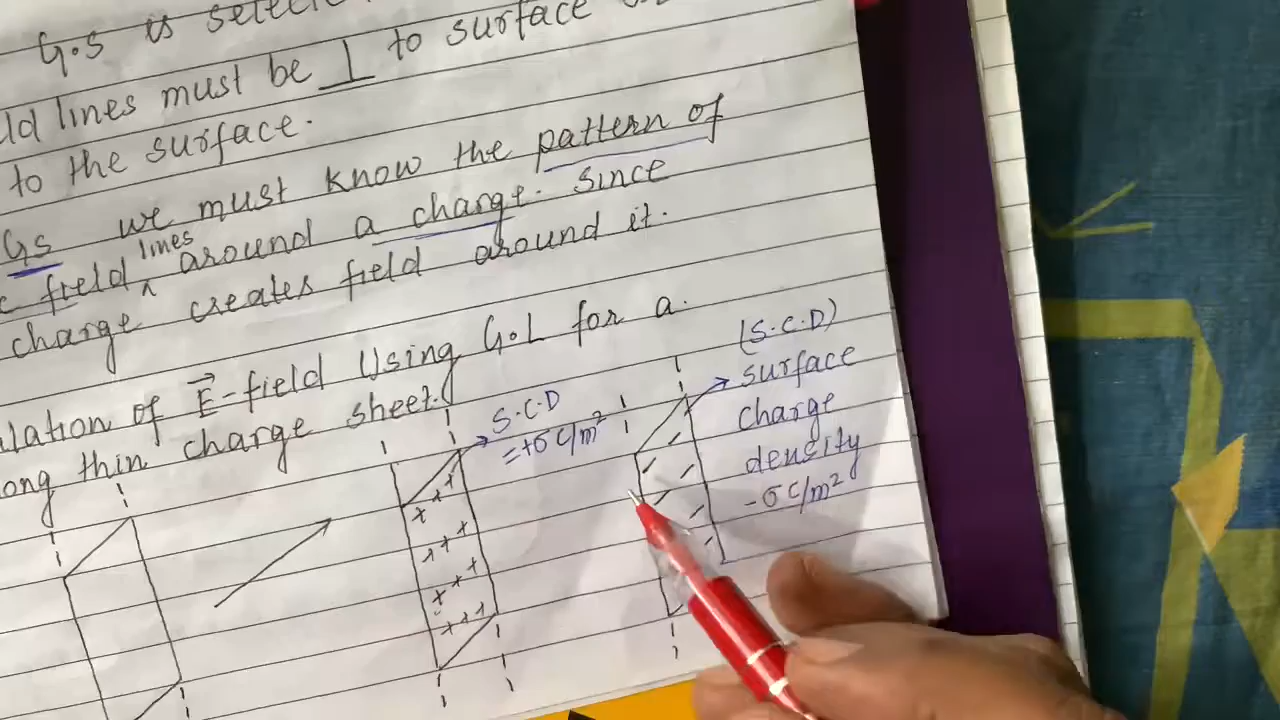 G.S is
ld lines must be ⊥ to surface
to the surface.
Gs we must know the pattern of
lines
c field ^ around a charge. Since
charge creates field around it.
ulation of E⃗-field Using G.L for a.
ong thin charge sheet.
S.C.D
=+σ C/m²
(S.C.D)
surface
charge
density
-σ C/m²